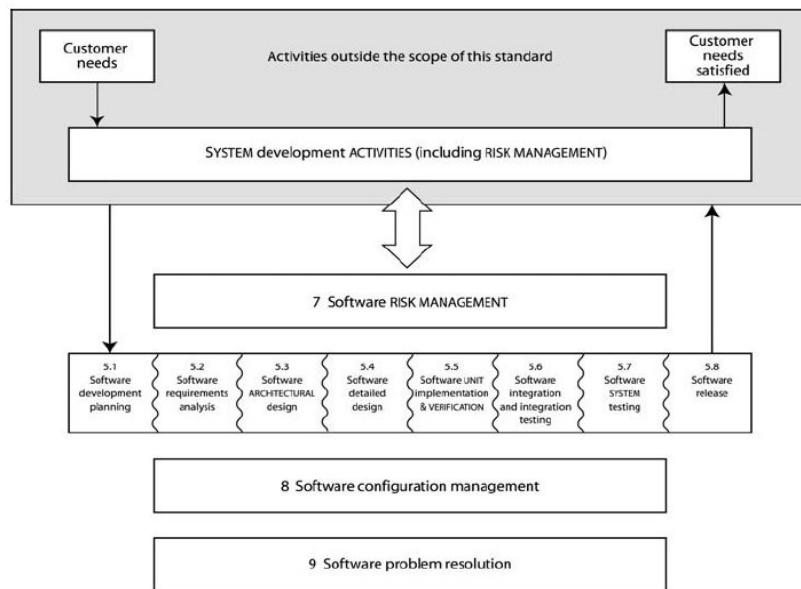 Customer
needs
Activities outside the scope of this standard
Customer
needs
satisfied
SYSTEM development ACTIVITIES (including RISK MANAGEMENT)
7 Software RISK MANAGEMENT
5.1
Software
development
planning
5.2
Software
requirements
analysis
5.3
Software
ARCHITECTURAL
design
5.4
Software
detailed
design
5.5
Software UNIT
implementation
& VERIFICATION
5.6
Software
integration
and integration
testing
5.7
Software
SYSTEM
testing
5.8
Software
release
8 Software configuration management
9 Software problem resolution